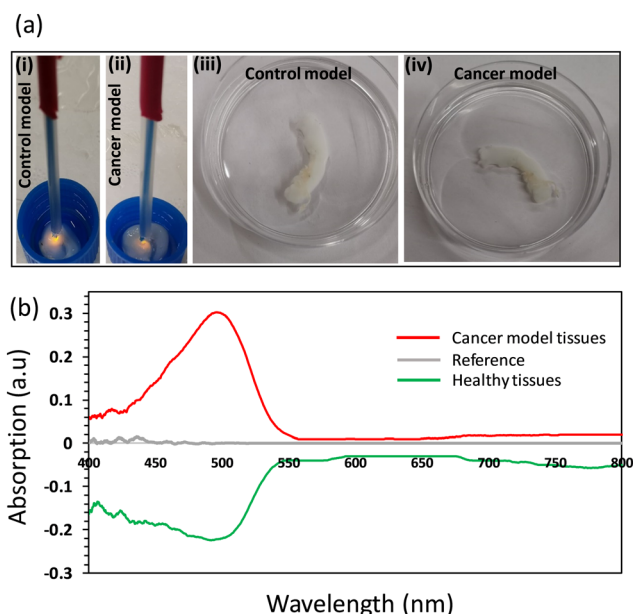 (a)
(i)
Control model
(ii)
Cancer model
(iii)
Control model
(iv)
Cancer model
(b)
0.3
0.2
0.1
0
-0.1
-0.2
-0.3
Absorption (a.u)
Cancer model tissues
Reference
Healthy tissues
400 450 500 550 600 650 700 750 800
Wavelength (nm)